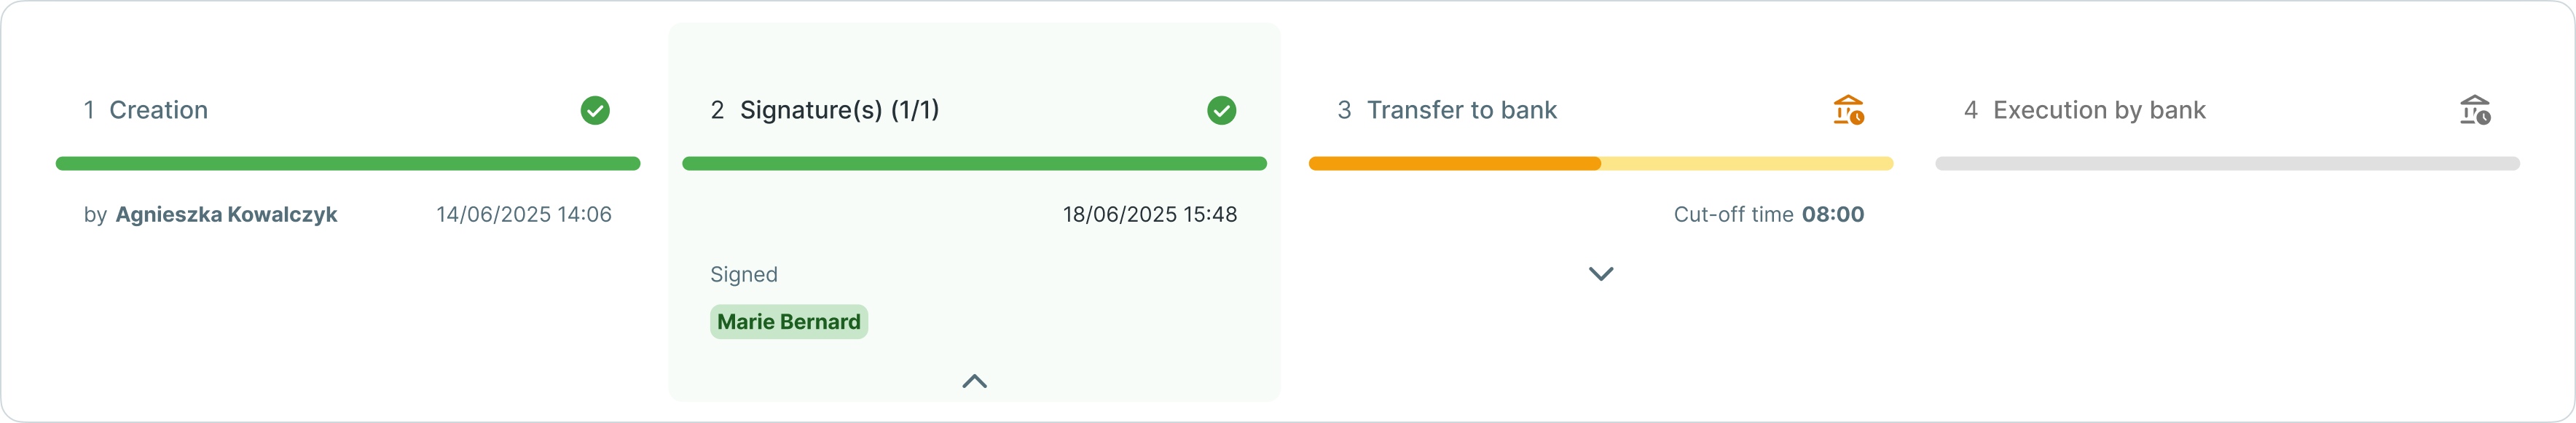 1 Creation
by Agnieszka Kowalczyk 14/06/2025 14:06
2 Signature(s) (1/1)
18/06/2025 15:48
Signed
Marie Bernard
3 Transfer to bank
Cut-off time 08:00
4 Execution by bank